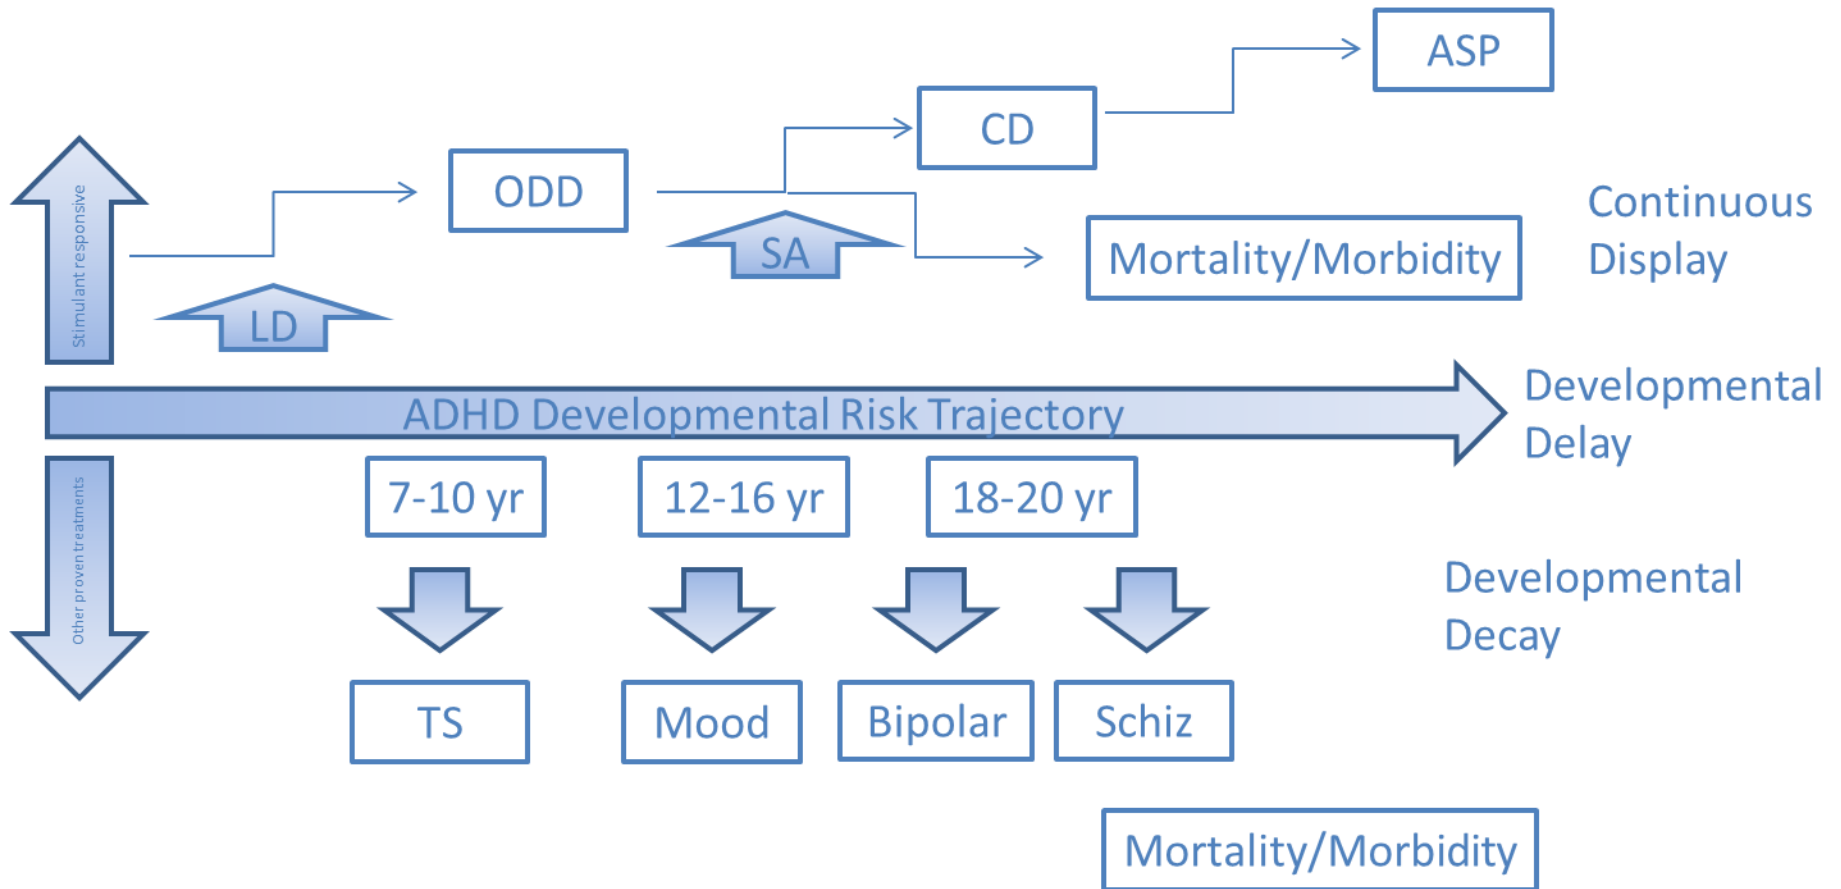 ASP
CD
ODD
Stimulant responsive
Continuous
Display
SA
Mortality/Morbidity
LD
ADHD Developmental Risk Trajectory
Developmental
Delay
7-10 yr
12-16 yr
18-20 yr
Other proven treatments
Developmental
Decay
TS
Mood
Bipolar
Schiz
Mortality/Morbidity